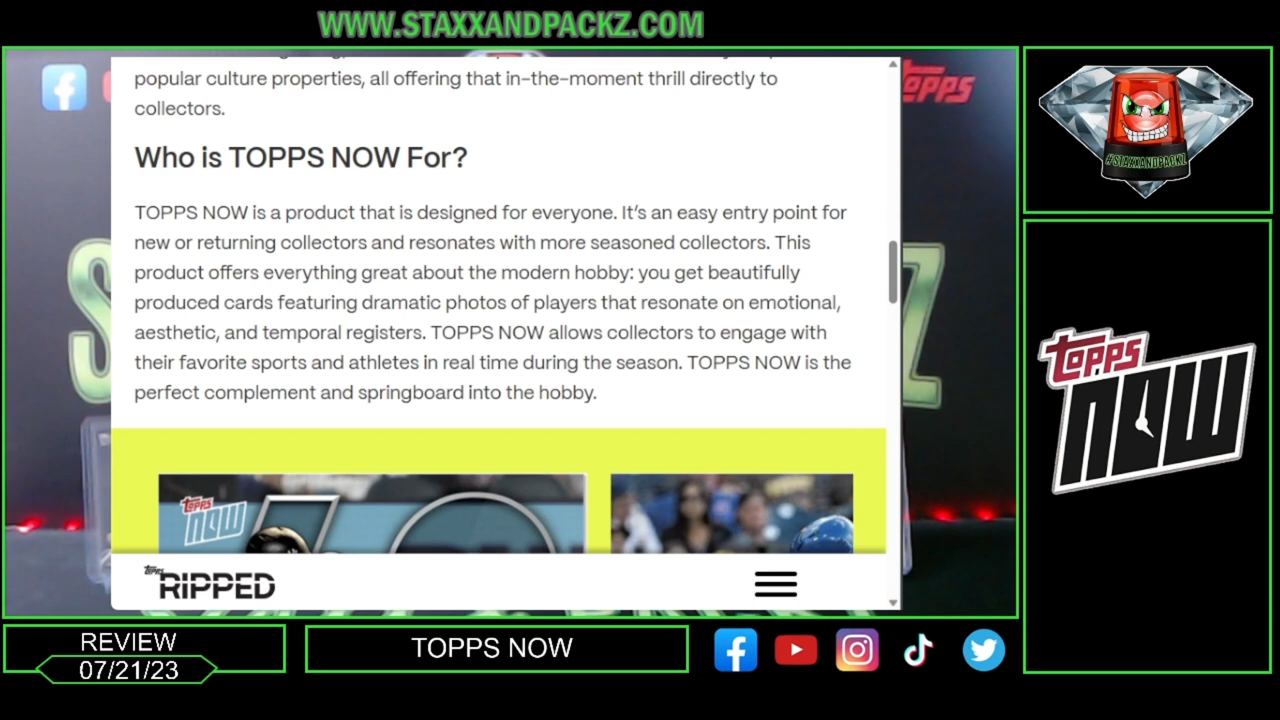 WWW.STAXXANDPACKZ.COM
popular culture properties, all offering that in-the-moment thrill directly to
collectors.
Who is TOPPS NOW For?
TOPPS NOW is a product that is designed for everyone. It’s an easy entry point for
new or returning collectors and resonates with more seasoned collectors. This
product offers everything great about the modern hobby: you get beautifully
produced cards featuring dramatic photos of players that resonate on emotional,
aesthetic, and temporal registers. TOPPS NOW allows collectors to engage with
their favorite sports and athletes in real time during the season. TOPPS NOW is the
perfect complement and springboard into the hobby.
topps
now
topps
RIPPED
topps
#STAXXANDPACKZ
topps
now
REVIEW
07/21/23
TOPPS NOW